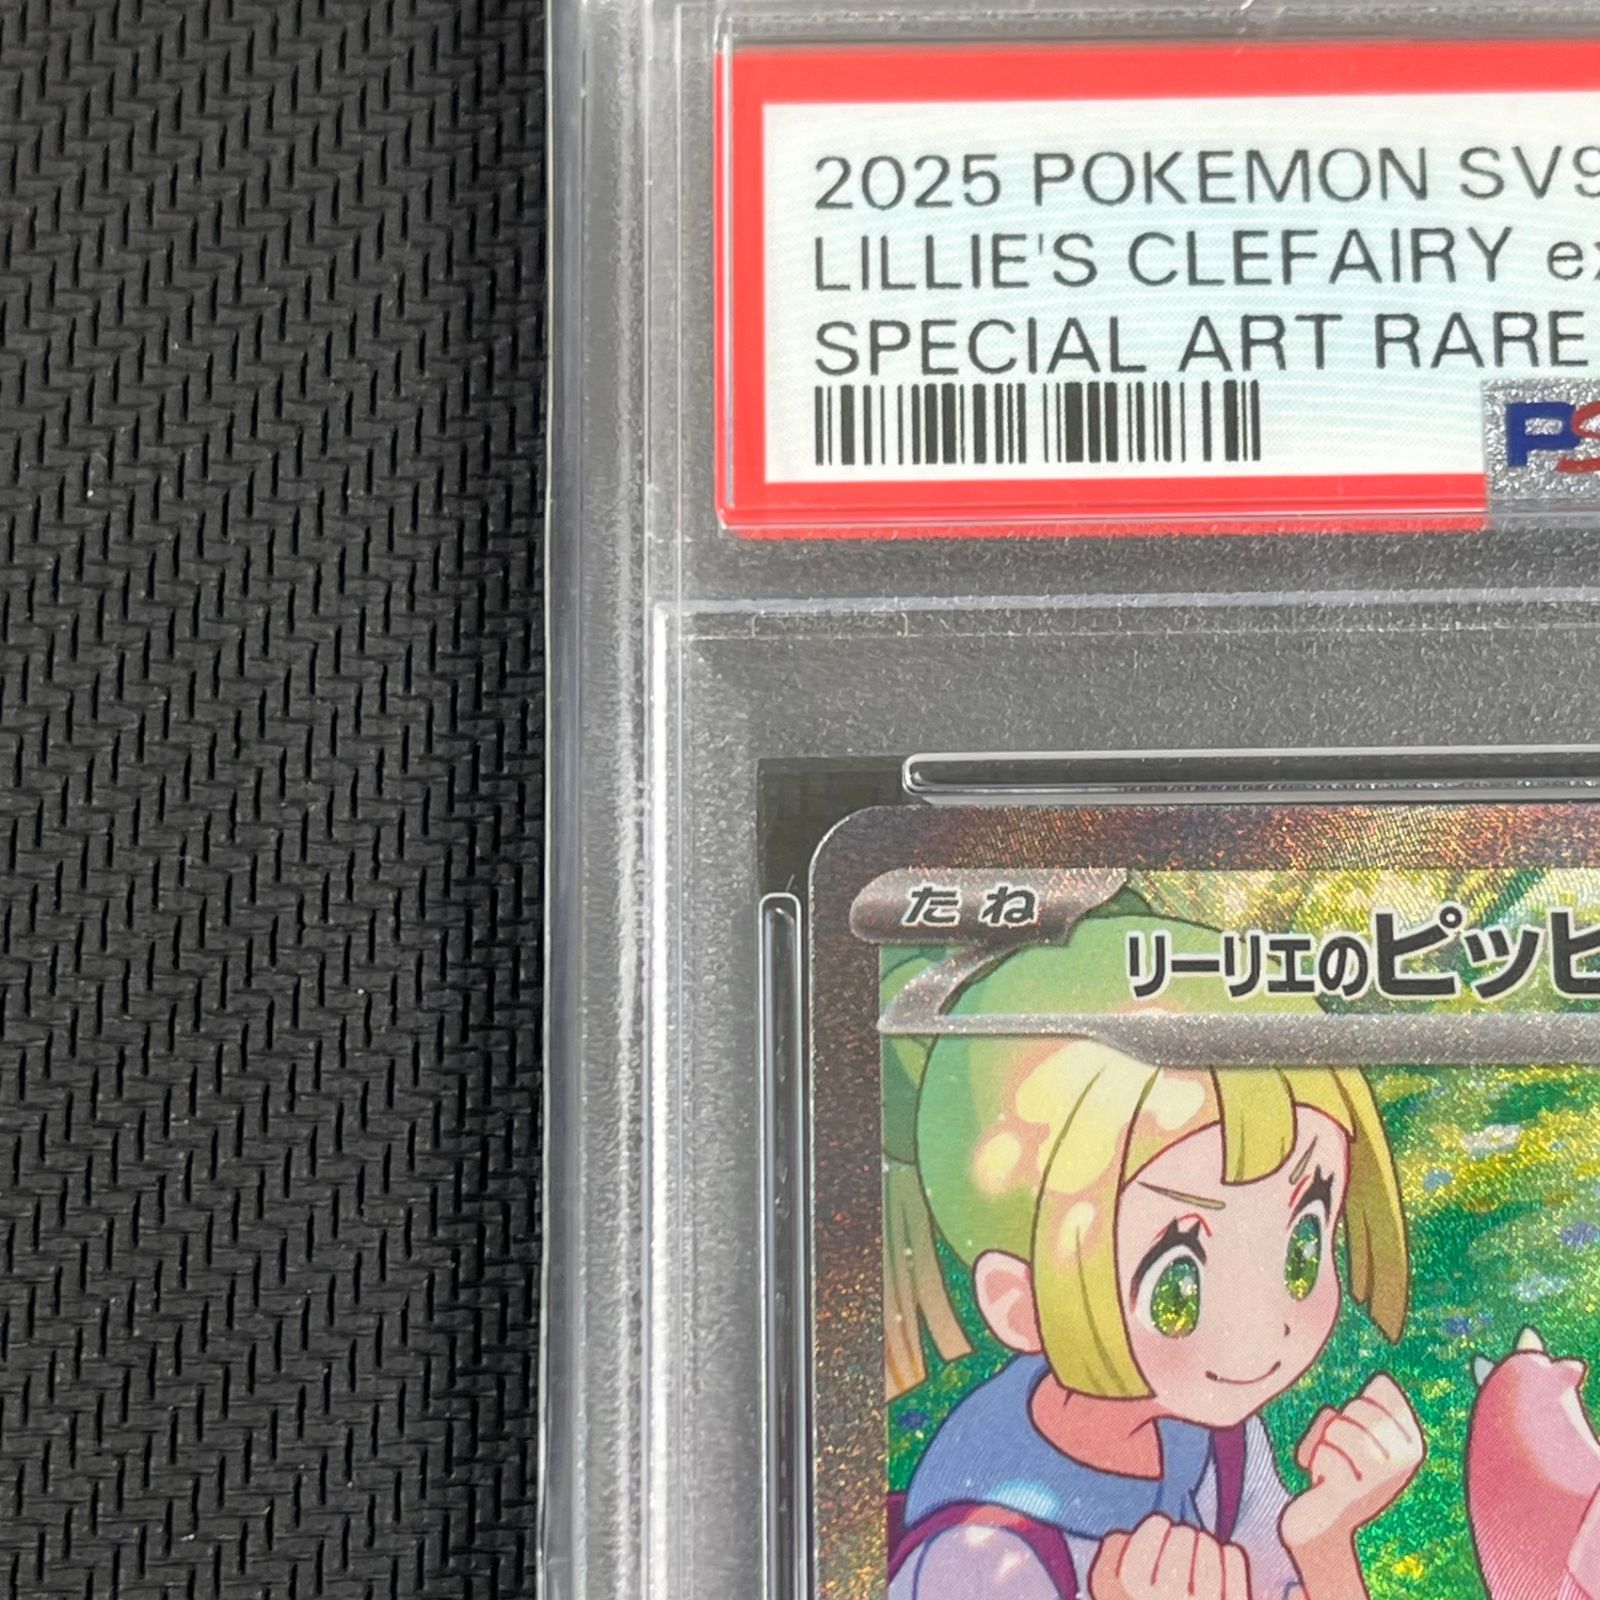 2025 POKEMON SV9
LILLIE'S CLEFAIRY ex
SPECIAL ART RARE
PS
たね
リーリエのピッピ